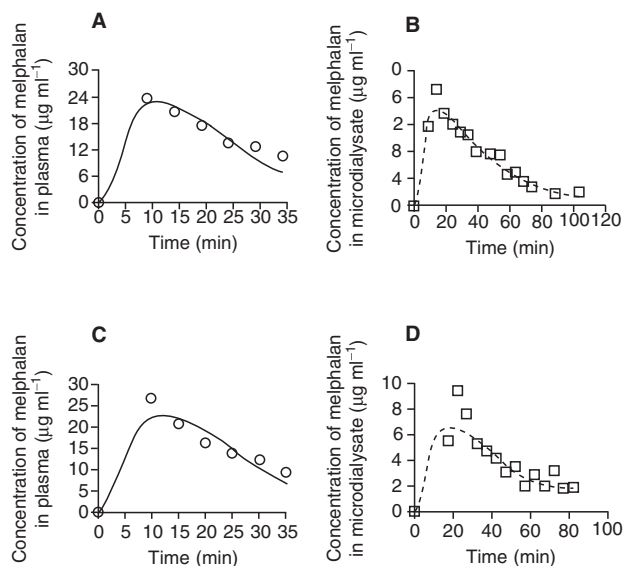 A
Concentration of melphalan
in plasma (μg ml−1)
30
24
18
12
6
0
0 5 10 15 20 25 30 35
Time (min)
B
Concentration of melphalan
in microdialysate (μg ml−1)
0
6
2
8
4
0
0 20 40 60 80 100 120
Time (min)
C
Concentration of melphalan
in plasma (μg ml−1)
30
25
20
15
10
5
0
0 5 10 15 20 25 30 35
Time (min)
D
Concentration of melphalan
in microdialysate (μg ml−1)
10
8
6
4
2
0
0 20 40 60 80 100
Time (min)